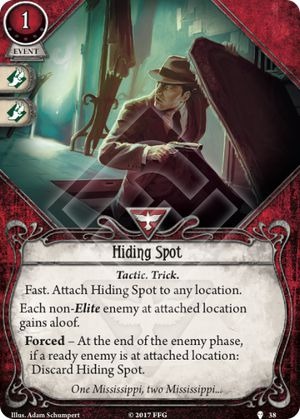 1
EVENT
Hiding Spot
Tactic. Trick.
Fast. Attach Hiding Spot to any location.
Each non-Elite enemy at attached location
gains aloof.
Forced – At the end of the enemy phase,
if a ready enemy is at attached location:
Discard Hiding Spot.
One Mississippi, two Mississippi...
Illus. Adam Schumpert
© 2017 FFG
38